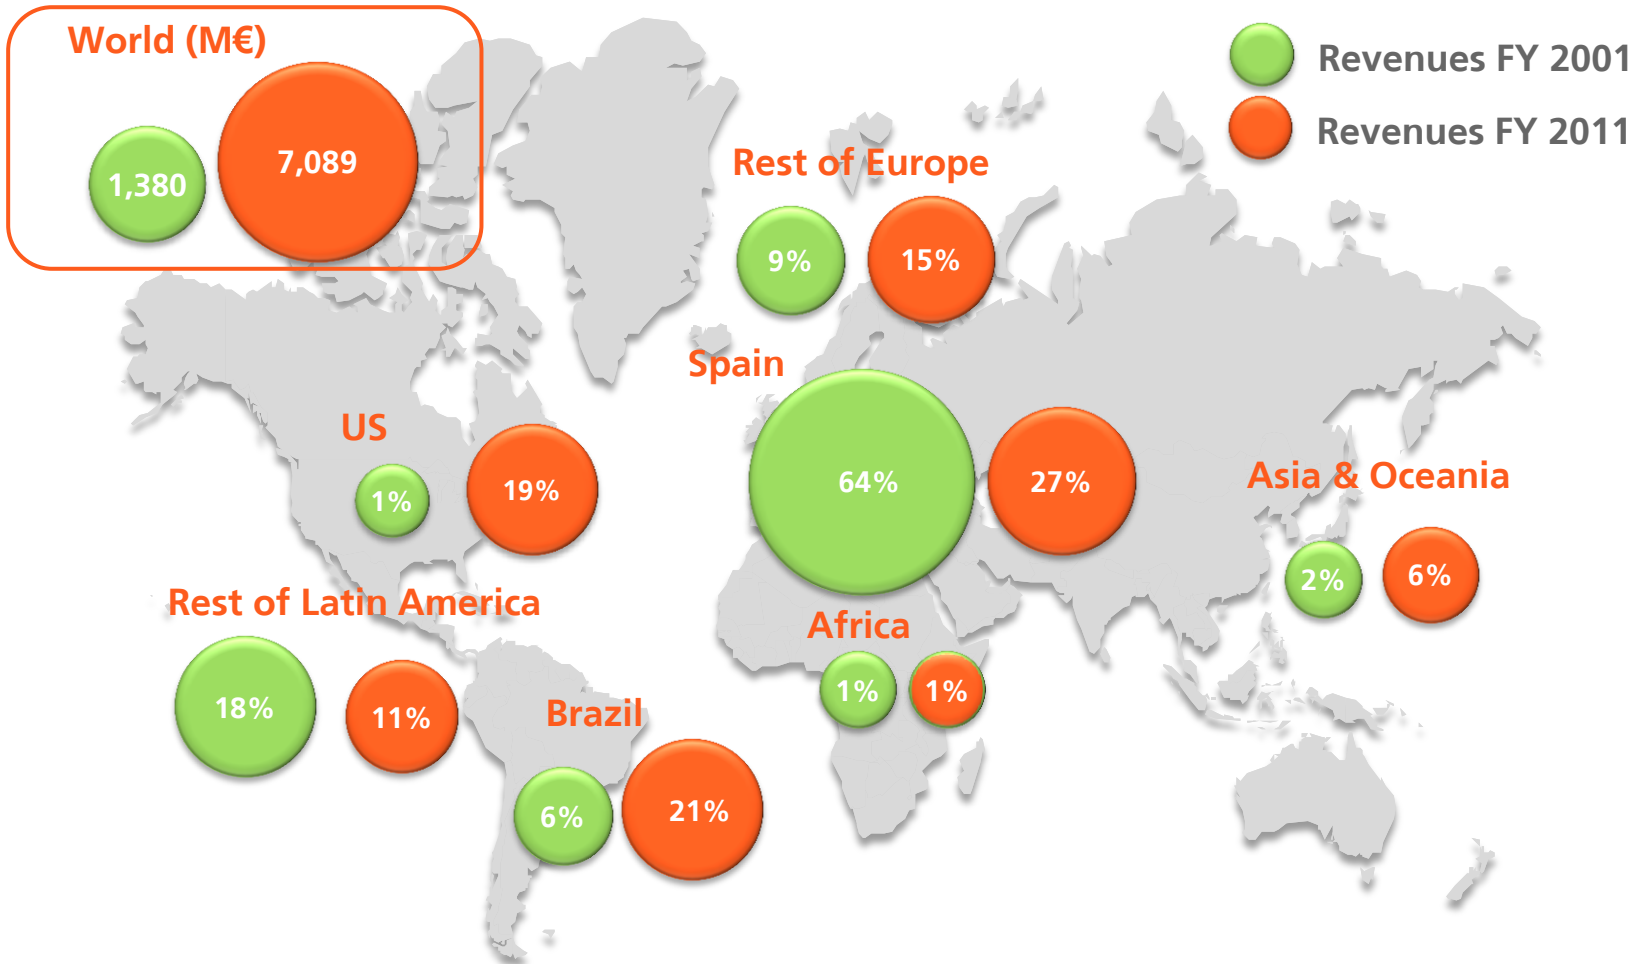 World (M€)
1,380
7,089
Revenues FY 2001
Revenues FY 2011
Rest of Europe
9%
15%
Spain
64%
27%
US
1%
19%
Asia & Oceania
2%
6%
Rest of Latin America
18%
11%
Africa
1%
1%
Brazil
6%
21%